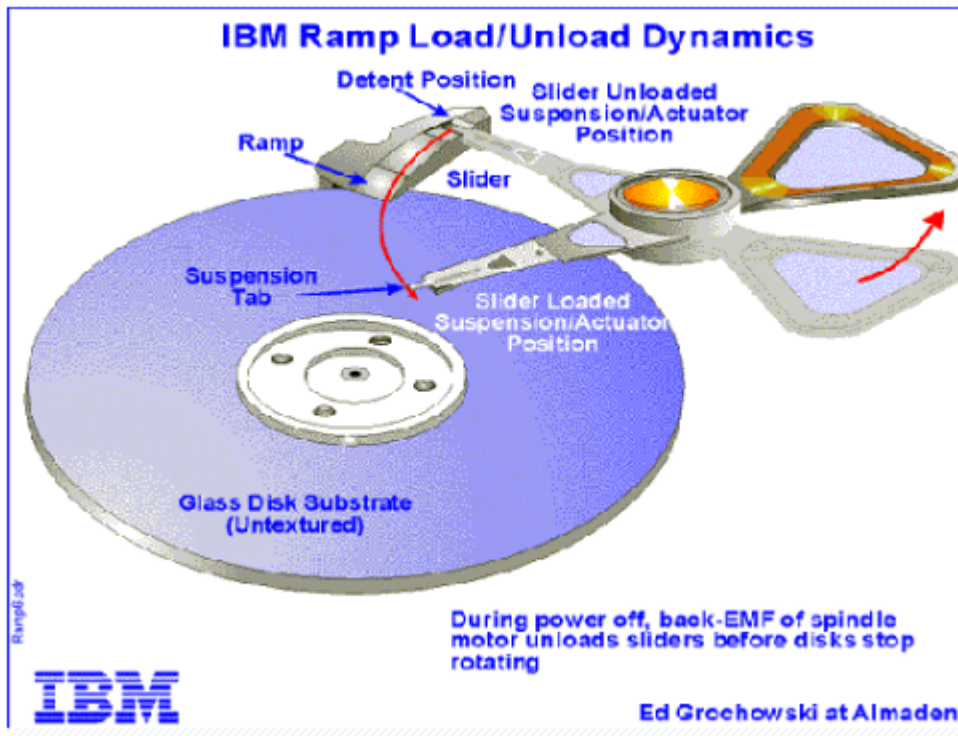 IBM Ramp Load/Unload Dynamics
Detent Position
Slider Unloaded
Suspension/Actuator
Position
Ramp
Slider
Suspension
Tab
Slider Loaded
Suspension/Actuator
Position
Glass Disk Substrate
(Untextured)
During power off, back-EMF of spindle
motor unloads sliders before disks stop
rotating
IBM
Ed Grochowski at Almaden